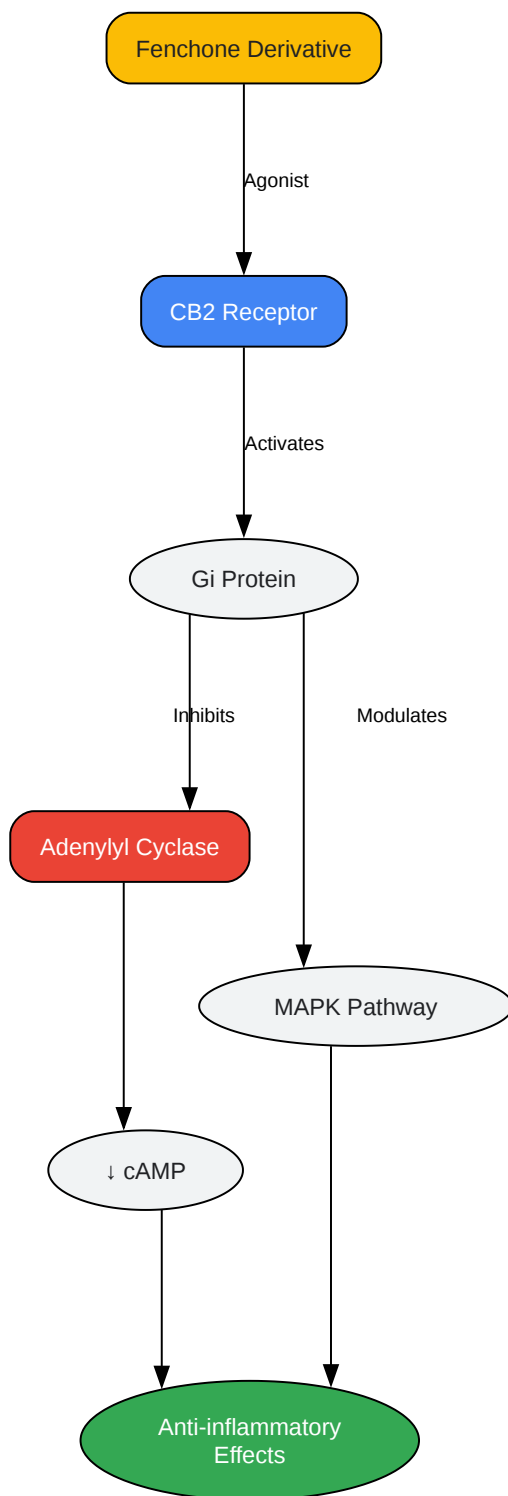 Fenchone Derivative
Agonist
CB2 Receptor
Activates
Gi Protein
Inhibits
Modulates
Adenylyl Cyclase
MAPK Pathway
↓ cAMP
Anti-inflammatory
Effects